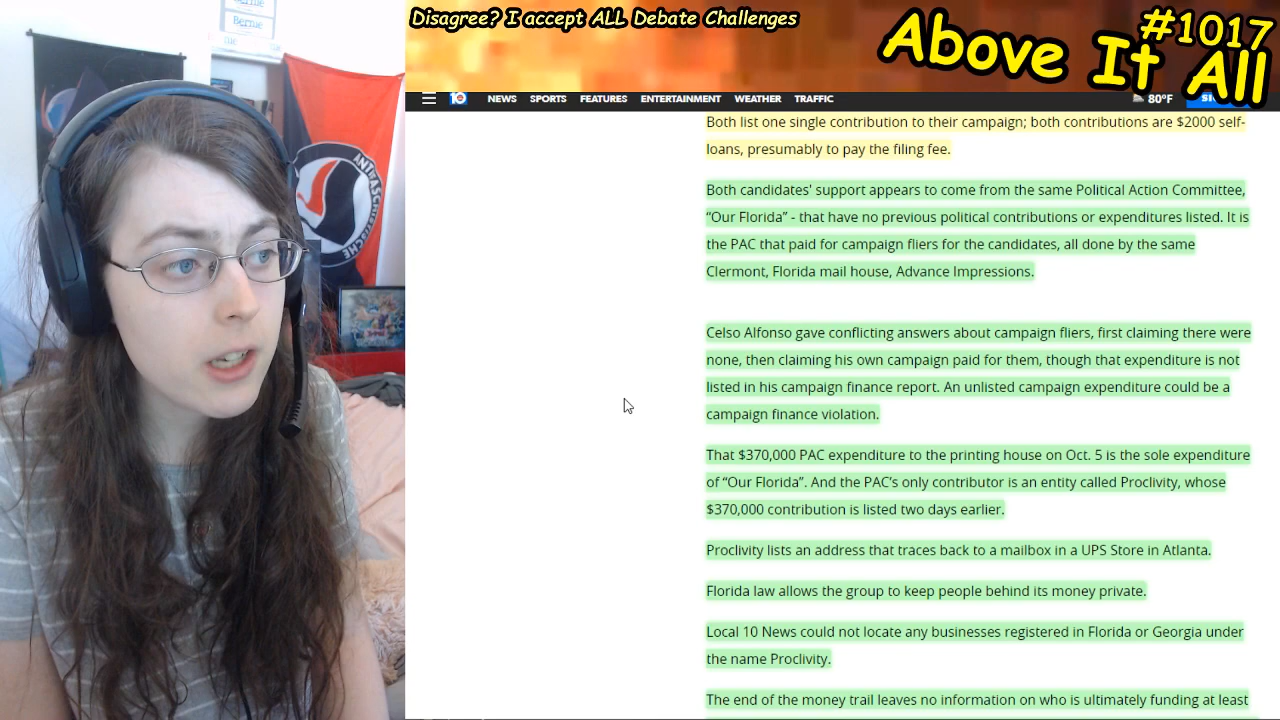 Bernie
Bernie
Disagree? I accept ALL Debate Challenges
#1017
Above It All
10 NEWS SPORTS FEATURES ENTERTAINMENT WEATHER TRAFFIC 80°F
Both list one single contribution to their campaign; both contributions are $2000 self-
loans, presumably to pay the filing fee.
Both candidates' support appears to come from the same Political Action Committee,
“Our Florida” - that have no previous political contributions or expenditures listed. It is
the PAC that paid for campaign fliers for the candidates, all done by the same
Clermont, Florida mail house, Advance Impressions.
Celso Alfonso gave conflicting answers about campaign fliers, first claiming there were
none, then claiming his own campaign paid for them, though that expenditure is not
listed in his campaign finance report. An unlisted campaign expenditure could be a
campaign finance violation.
That $370,000 PAC expenditure to the printing house on Oct. 5 is the sole expenditure
of “Our Florida”. And the PAC’s only contributor is an entity called Proclivity, whose
$370,000 contribution is listed two days earlier.
Proclivity lists an address that traces back to a mailbox in a UPS Store in Atlanta.
Florida law allows the group to keep people behind its money private.
Local 10 News could not locate any businesses registered in Florida or Georgia under
the name Proclivity.
The end of the money trail leaves no information on who is ultimately funding at least
ANTIFASCHISTISCHE